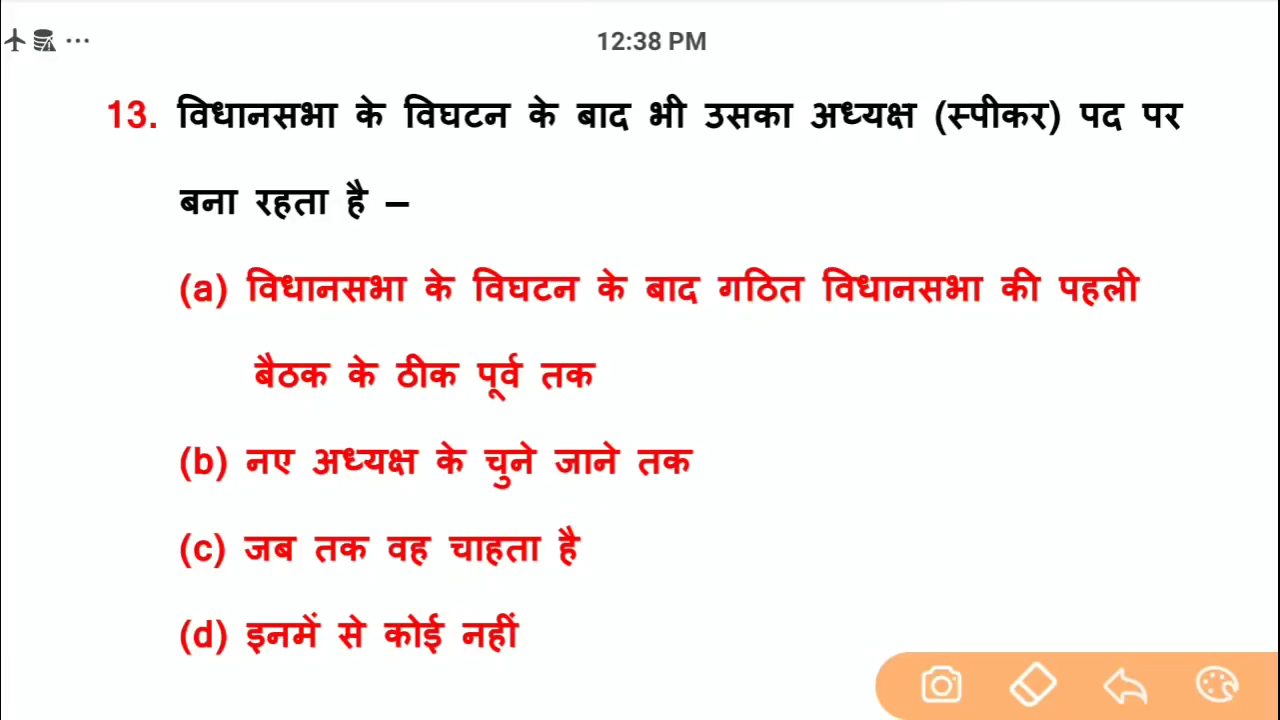 12:38 PM
13. विधानसभा के विघटन के बाद भी उसका अध्यक्ष (स्पीकर) पद पर
बना रहता है –
(a) विधानसभा के विघटन के बाद गठित विधानसभा की पहली
बैठक के ठीक पूर्व तक
(b) नए अध्यक्ष के चुने जाने तक
(c) जब तक वह चाहता है
(d) इनमें से कोई नहीं